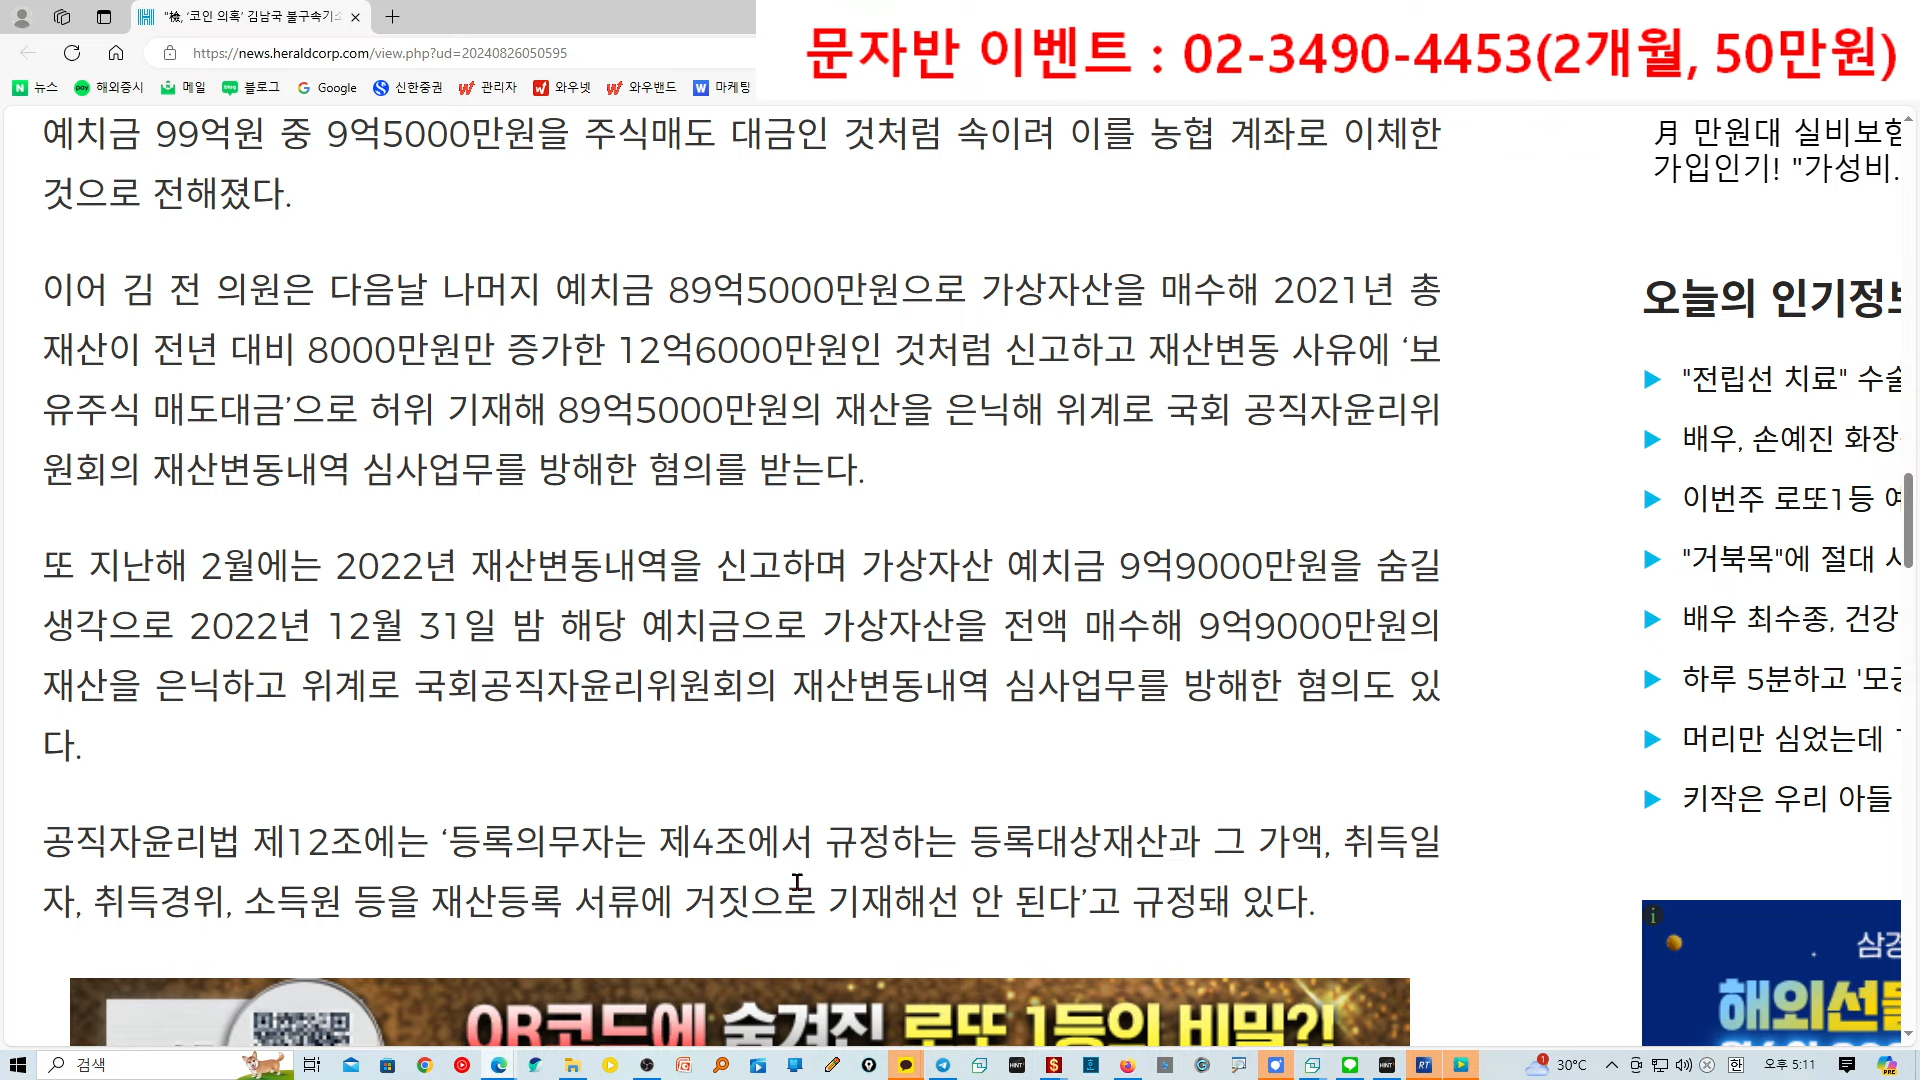 "檢, '코인 의혹' 김남국 불구속기소
문자반 이벤트 : 02-3490-4453(2개월, 50만원)
https://news.heraldcorp.com/view.php?ud=20240826050595
뉴스 해외증시 메일 블로그 Google 신한증권 관리자 와우넷 와우밴드 마케팅
예치금 99억원 중 9억5000만원을 주식매도 대금인 것처럼 속이려 이를 농협 계좌로 이체한
것으로 전해졌다.
이어 김 전 의원은 다음날 나머지 예치금 89억5000만원으로 가상자산을 매수해 2021년 총
재산이 전년 대비 8000만원만 증가한 12억6000만원인 것처럼 신고하고 재산변동 사유에 ‘보
유주식 매도대금’으로 허위 기재해 89억5000만원의 재산을 은닉해 위계로 국회 공직자윤리위
원회의 재산변동내역 심사업무를 방해한 혐의를 받는다.
또 지난해 2월에는 2022년 재산변동내역을 신고하며 가상자산 예치금 9억9000만원을 숨길
생각으로 2022년 12월 31일 밤 해당 예치금으로 가상자산을 전액 매수해 9억9000만원의
재산을 은닉하고 위계로 국회공직자윤리위원회의 재산변동내역 심사업무를 방해한 혐의도 있
다.
공직자윤리법 제12조에는 ‘등록의무자는 제4조에서 규정하는 등록대상재산과 그 가액, 취득일
자, 취득경위, 소득원 등을 재산등록 서류에 거짓으로 기재해선 안 된다’고 규정돼 있다.
QR코드에 숨겨진 로또 1등의 비밀?!
月 만원대 실비보험
가입인기! "가성비.
오늘의 인기정보
"전립선 치료" 수술
배우, 손예진 화장
이번주 로또1등 예
"거북목"에 절대
배우 최수종, 건강
하루 5분하고 '모공
머리만 심었는데
키작은 우리 아들
삼경
해외선물
검색
1 30°C 한 오후 5:11